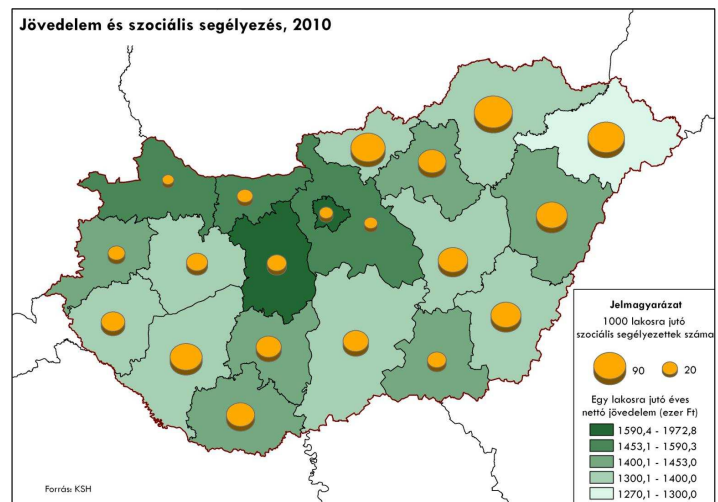 Jövedelem és szociális segélyezés, 2010
Jelmagyarázat
1000 lakosra jutó
szociális segélyezettek száma
90 20
Egy lakosra jutó éves
nettó jövedelem (ezer Ft)
1590,4 - 1972,8
1453,1 - 1590,3
1400,1 - 1453,0
1300,1 - 1400,0
1270,1 - 1300,0
Forrás: KSH